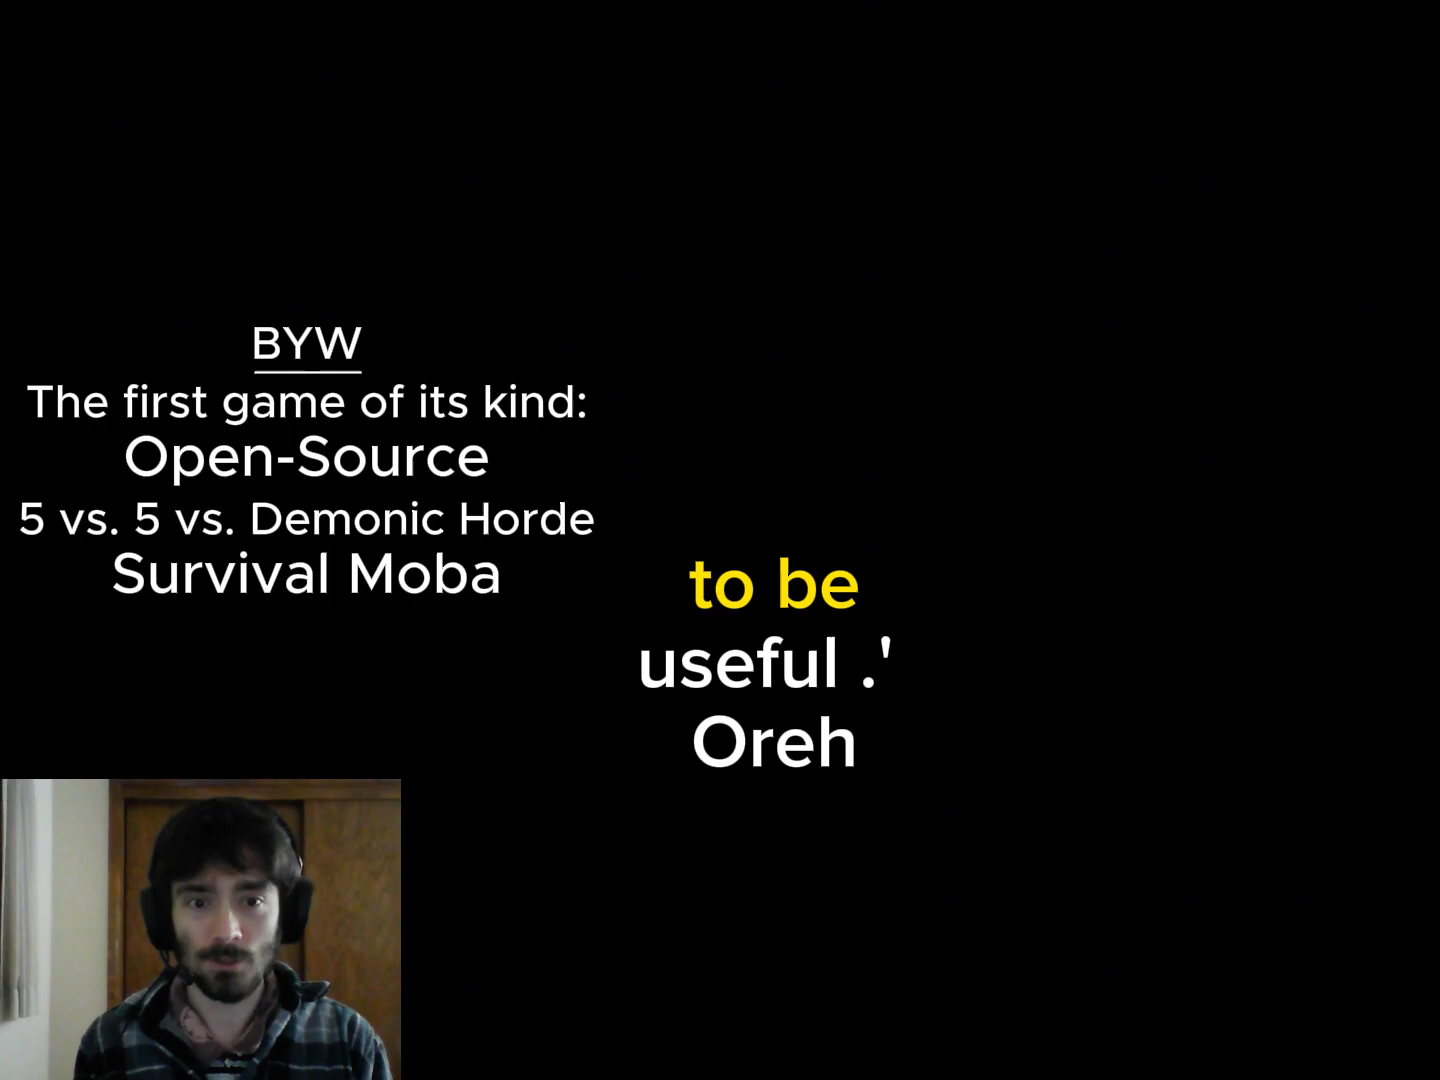 BYW
The first game of its kind:
Open-Source
5 vs. 5 vs. Demonic Horde
Survival Moba
to be
useful .'
Oreh